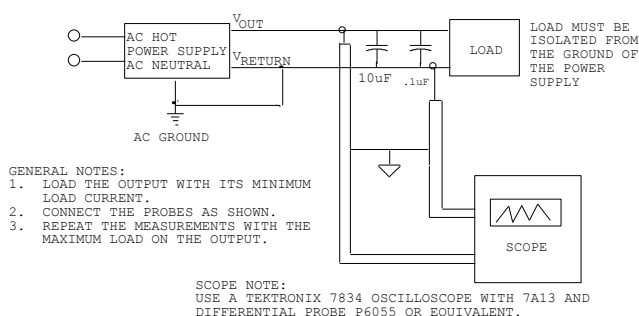 VOUT
AC HOT
POWER SUPPLY
AC NEUTRAL
VRETURN
10uF
.1uF
LOAD
LOAD MUST BE
ISOLATED FROM
THE GROUND OF
THE POWER
SUPPLY
AC GROUND
GENERAL NOTES:
1. LOAD THE OUTPUT WITH ITS MINIMUM
LOAD CURRENT.
2. CONNECT THE PROBES AS SHOWN.
3. REPEAT THE MEASUREMENTS WITH THE
MAXIMUM LOAD ON THE OUTPUT.
SCOPE
SCOPE NOTE:
USE A TEKTRONIX 7834 OSCILLOSCOPE WITH 7A13 AND
DIFFERENTIAL PROBE P6055 OR EQUIVALENT.